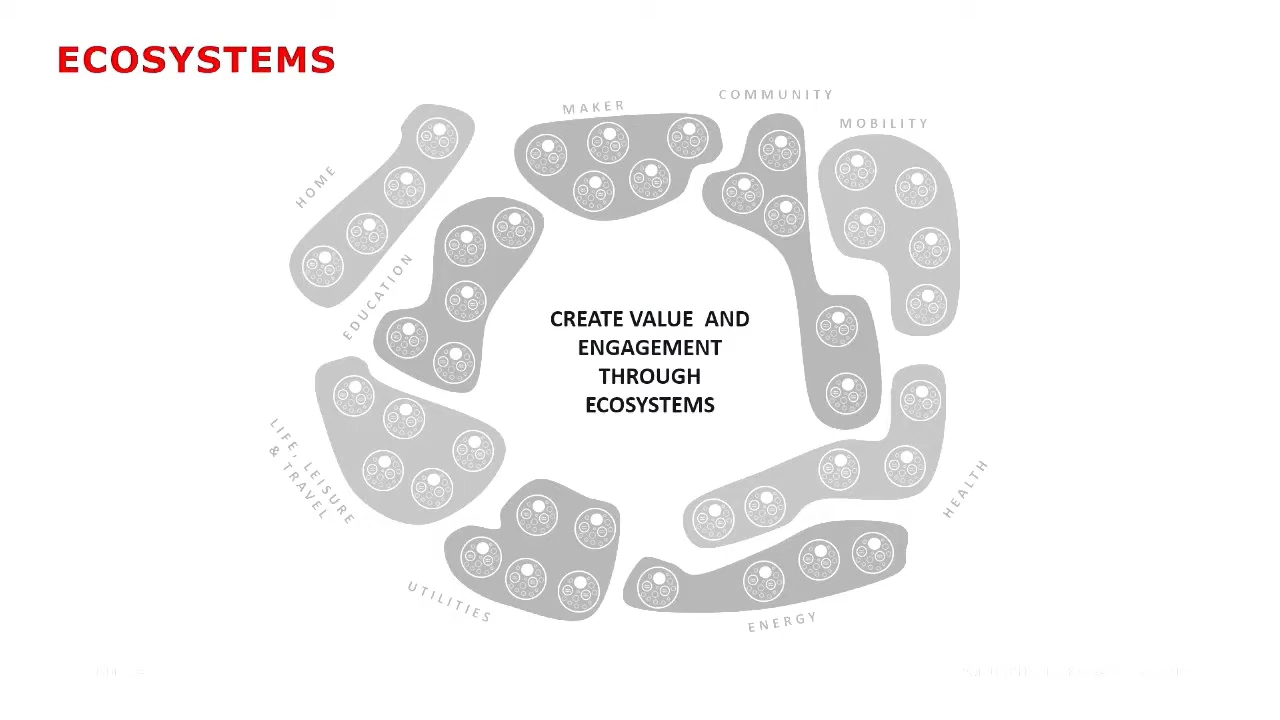 ECOSYSTEMS
COMMUNITY
MAKER
MOBILITY
HOME
EDUCATION
CREATE VALUE AND
ENGAGEMENT
THROUGH
ECOSYSTEMS
LIFE, LEISURE
& TRAVEL
HEALTH
UTILITIES
ENERGY